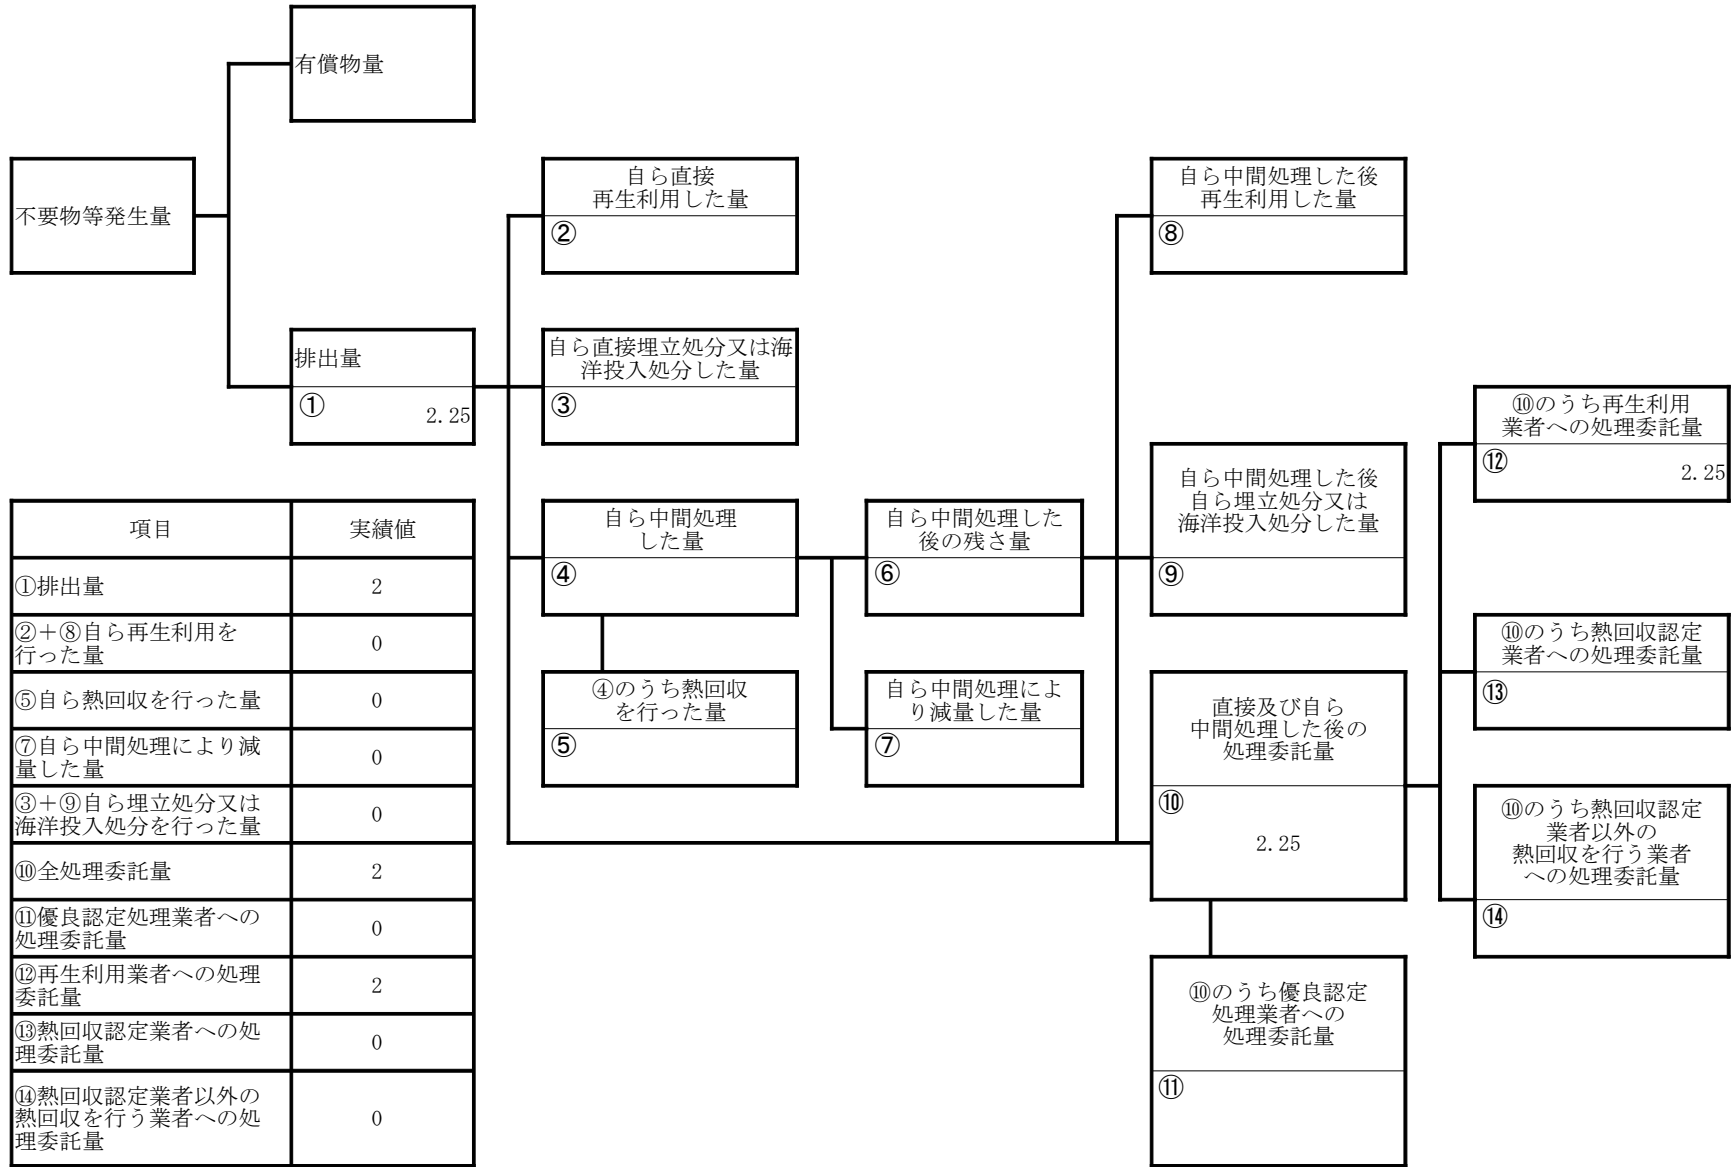 有償物量
不要物等発生量
排出量
①
2.25
自ら直接
再生利用した量
②
自ら直接埋立処分又は海
洋投入処分した量
③
自ら中間処理
した量
④
④のうち熱回収
を行った量
⑤
自ら中間処理した
後の残さ量
⑥
自ら中間処理によ
り減量した量
⑦
自ら中間処理した後
再生利用した量
⑧
自ら中間処理した後
自ら埋立処分又は
海洋投入処分した量
⑨
直接及び自ら
中間処理した後の
処理委託量
⑩
2.25
⑩のうち優良認定
処理業者への
処理委託量
⑪
⑩のうち再生利用
業者への処理委託量
⑫
2.25
⑩のうち熱回収認定
業者への処理委託量
⑬
⑩のうち熱回収認定
業者以外の
熱回収を行う業者
への処理委託量
⑭
項目 実績値
①排出量 2
②+⑧自ら再生利用を
行った量 0
⑤自ら熱回収を行った量 0
⑦自ら中間処理により減
量した量 0
③+⑨自ら埋立処分又は
海洋投入処分を行った量 0
⑩全処理委託量 2
⑪優良認定処理業者への
処理委託量 0
⑫再生利用業者への処理
委託量 2
⑬熱回収認定業者への処
理委託量 0
⑭熱回収認定業者以外の
熱回収を行う業者への処
理委託量 0